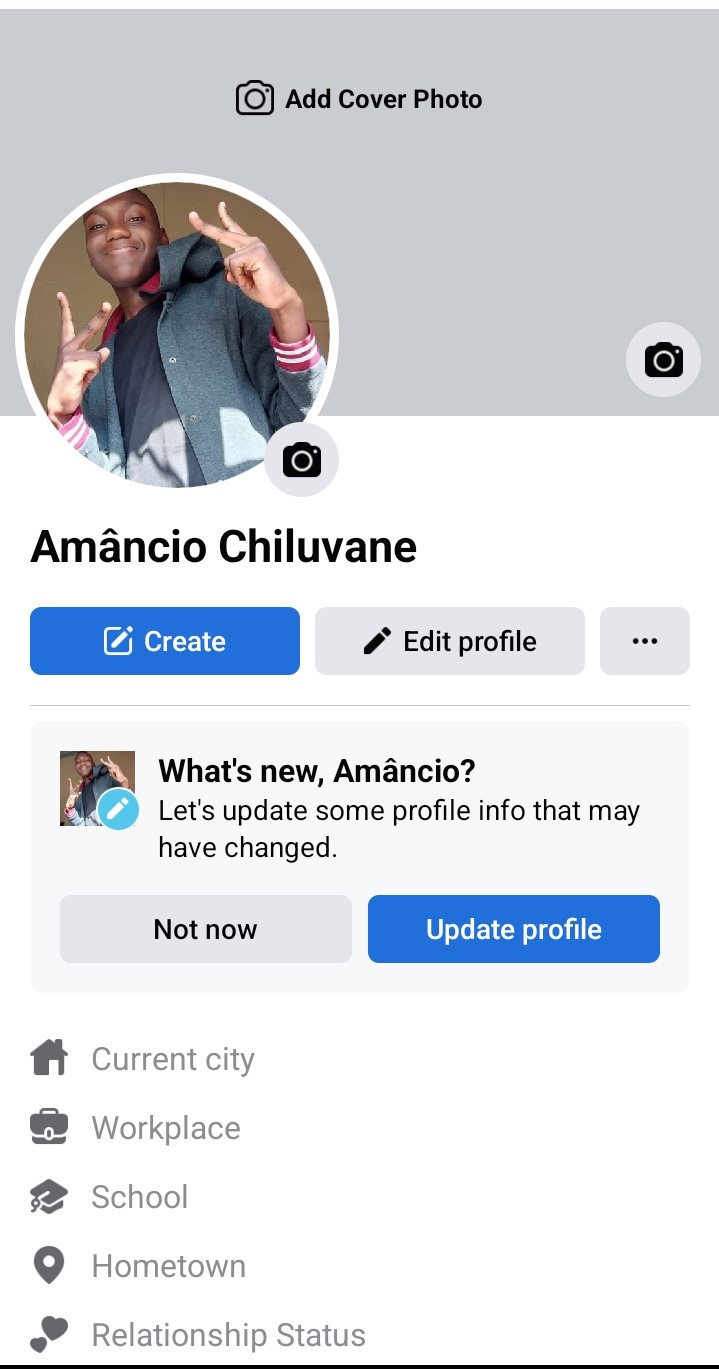 Add Cover Photo
Amâncio Chiluvane
Create
Edit profile
What's new, Amâncio?
Let's update some profile info that may
have changed.
Not now
Update profile
Current city
Workplace
School
Hometown
Relationship Status